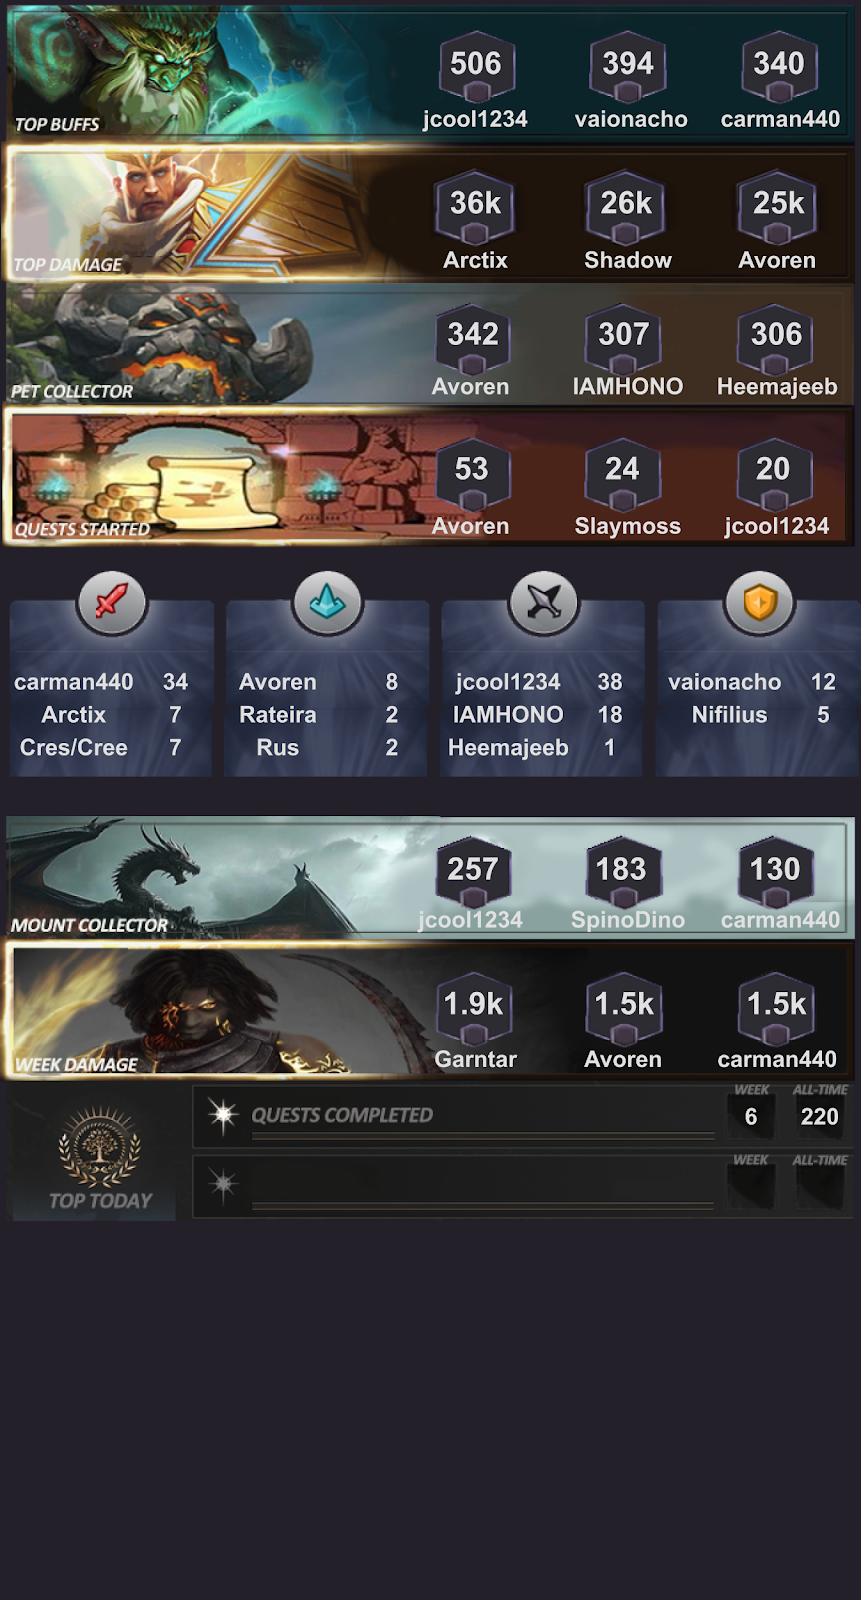 506 394 340
jcool1234 vaionacho carman440
TOP BUFFS
36k 26k 25k
Arctix Shadow Avoren
TOP DAMAGE
342 307 306
Avoren IAMHONO Heemajeeb
PET COLLECTOR
53 24 20
Avoren Slaymoss jcool1234
QUESTS STARTED
carman440 34 Avoren 8 jcool1234 38 vaionacho 12
Arctix 7 Rateira 2 IAMHONO 18 Nifilius 5
Cres/Cree 7 Rus 2 Heemajeeb 1
257 183 130
jcool1234 SpinoDino carman440
MOUNT COLLECTOR
1.9k 1.5k 1.5k
Garntar Avoren carman440
WEEK DAMAGE
WEEK ALL-TIME
QUESTS COMPLETED 6 220
WEEK ALL-TIME
TOP TODAY